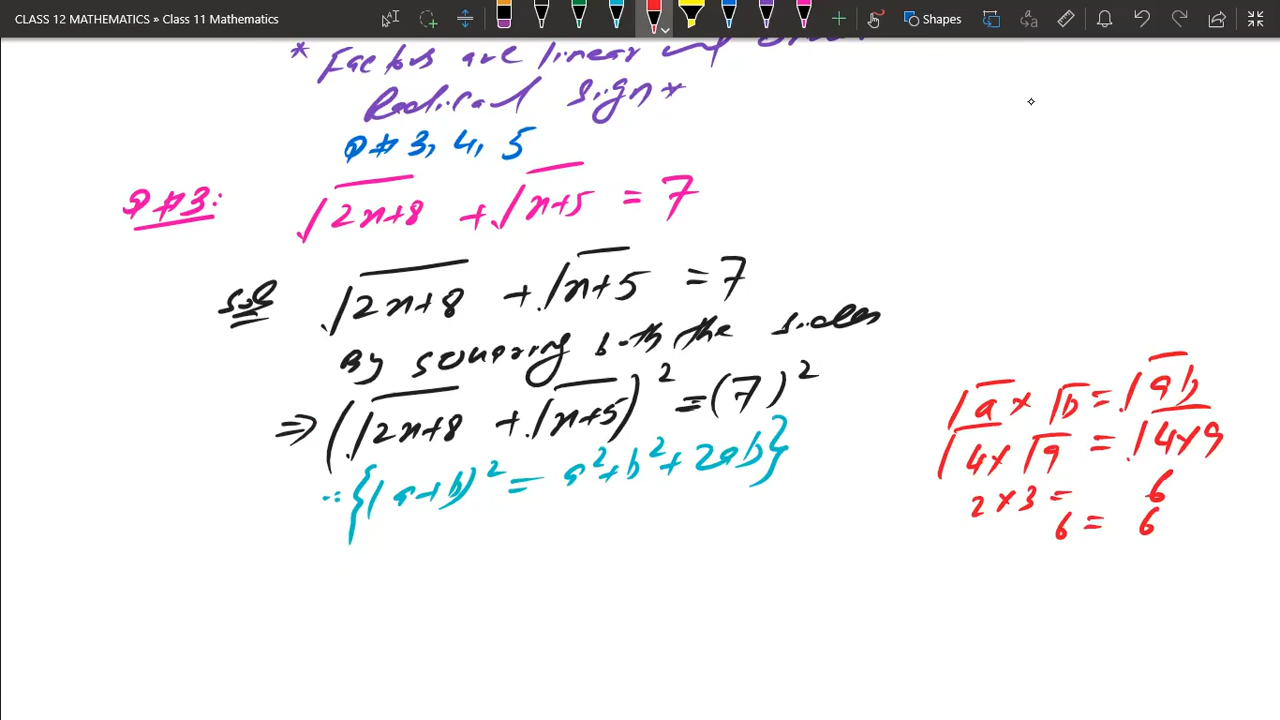 CLASS 12 MATHEMATICS » Class 11 Mathematics
Shapes
* Factors are linear under
Radical sign *
Q# 3, 4, 5
Q#3: √(2x+8) + √(x+5) = 7
Sol √(2x+8) + √(x+5) = 7
By squaring both the sides
⇒ (√(2x+8) + √(x+5))² = (7)²
∵ {(a+b)² = a²+b²+2ab}
√a × √b = √ab
√4 × √9 = √4×9
2 × 3 = 6
6 = 6